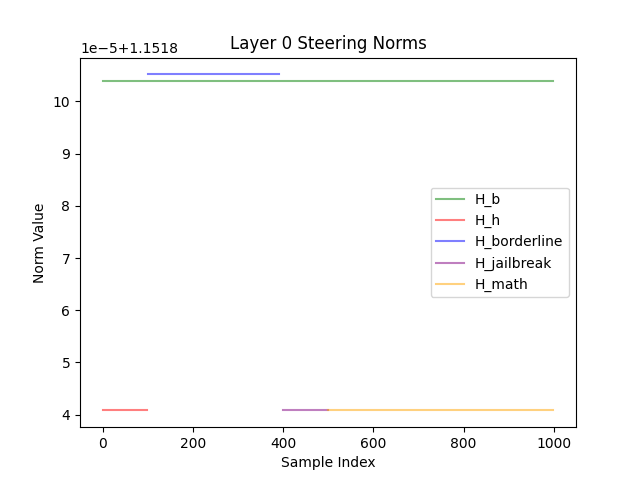 Layer 0 Steering Norms
1e−5+1.1518
10
9
8
7
6
5
4
Norm Value
H_b
H_h
H_borderline
H_jailbreak
H_math
0
200
400
600
800
1000
Sample Index